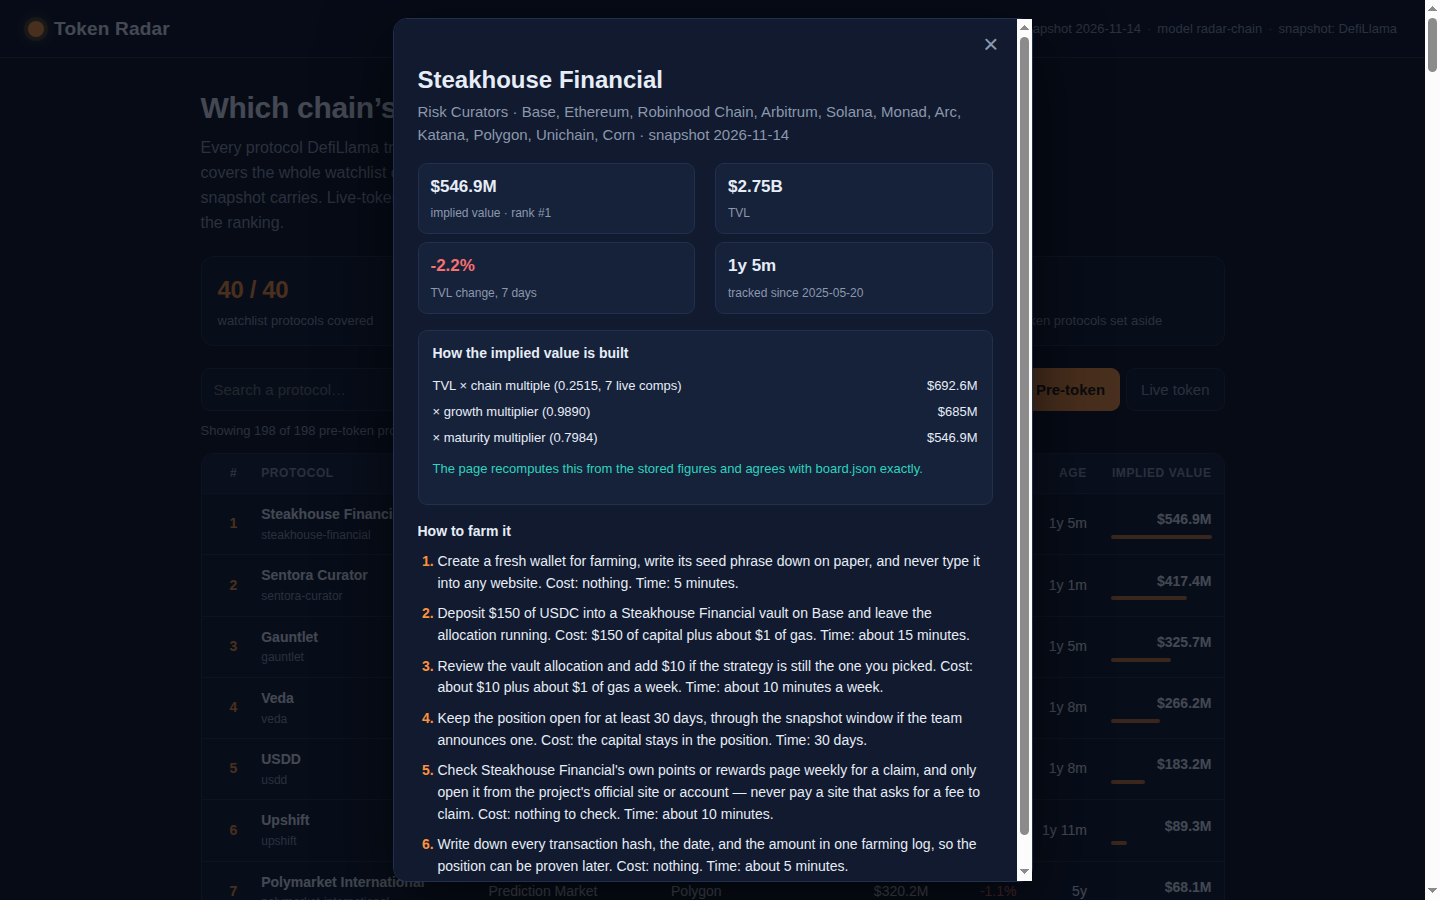 Token Radar
apshot 2026-11-14 · model radar-chain · snapshot: DefiLlama
Which chain's
Every protocol DefiLlama tr
covers the whole watchlist
snapshot carries. Live-toke
the ranking.
40 / 40
watchlist protocols covered
ten protocols set aside
Search a protocol...
Pre-token
Live token
Showing 198 of 198 pre-token pro
# PROTOCOL AGE IMPLIED VALUE
1 Steakhouse Financi 1y 5m $546.9M
steakhouse-financial
2 Sentora Curator 1y 1m $417.4M
sentora-curator
3 Gauntlet 1y 5m $325.7M
gauntlet
4 Veda 1y 8m $266.2M
veda
5 USDD 1y 8m $183.2M
usdd
6 Upshift 1y 11m $89.3M
upshift
7 Polymarket International Prediction Market Polygon $320.2M -1.1% 5y $68.1M
✕
Steakhouse Financial
Risk Curators · Base, Ethereum, Robinhood Chain, Arbitrum, Solana, Monad, Arc,
Katana, Polygon, Unichain, Corn · snapshot 2026-11-14
$546.9M
implied value · rank #1
$2.75B
TVL
-2.2%
TVL change, 7 days
1y 5m
tracked since 2025-05-20
How the implied value is built
TVL × chain multiple (0.2515, 7 live comps) $692.6M
× growth multiplier (0.9890) $685M
× maturity multiplier (0.7984) $546.9M
The page recomputes this from the stored figures and agrees with board.json exactly.
How to farm it
1. Create a fresh wallet for farming, write its seed phrase down on paper, and never type it
into any website. Cost: nothing. Time: 5 minutes.
2. Deposit $150 of USDC into a Steakhouse Financial vault on Base and leave the
allocation running. Cost: $150 of capital plus about $1 of gas. Time: about 15 minutes.
3. Review the vault allocation and add $10 if the strategy is still the one you picked. Cost:
about $10 plus about $1 of gas a week. Time: about 10 minutes a week.
4. Keep the position open for at least 30 days, through the snapshot window if the team
announces one. Cost: the capital stays in the position. Time: 30 days.
5. Check Steakhouse Financial's own points or rewards page weekly for a claim, and only
open it from the project's official site or account — never pay a site that asks for a fee to
claim. Cost: nothing to check. Time: about 10 minutes.
6. Write down every transaction hash, the date, and the amount in one farming log, so the
position can be proven later. Cost: nothing. Time: about 5 minutes.